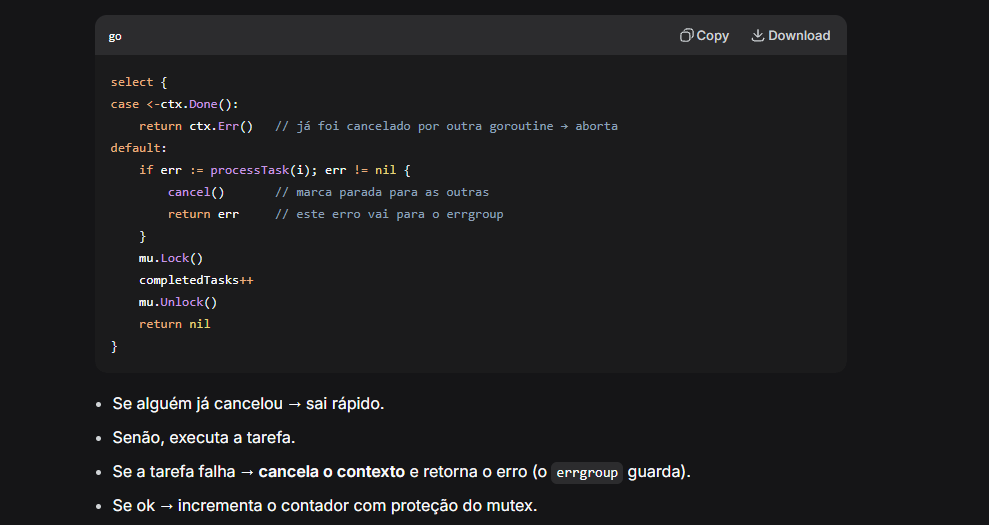 go
Copy
Download
select {
case <-ctx.Done():
    return ctx.Err()   // já foi cancelado por outra goroutine → aborta
default:
    if err := processTask(i); err != nil {
        cancel()       // marca parada para as outras
        return err     // este erro vai para o errgroup
    }
    mu.Lock()
    completedTasks++
    mu.Unlock()
    return nil
}
• Se alguém já cancelou → sai rápido.
• Senão, executa a tarefa.
• Se a tarefa falha → cancela o contexto e retorna o erro (o errgroup guarda).
• Se ok → incrementa o contador com proteção do mutex.